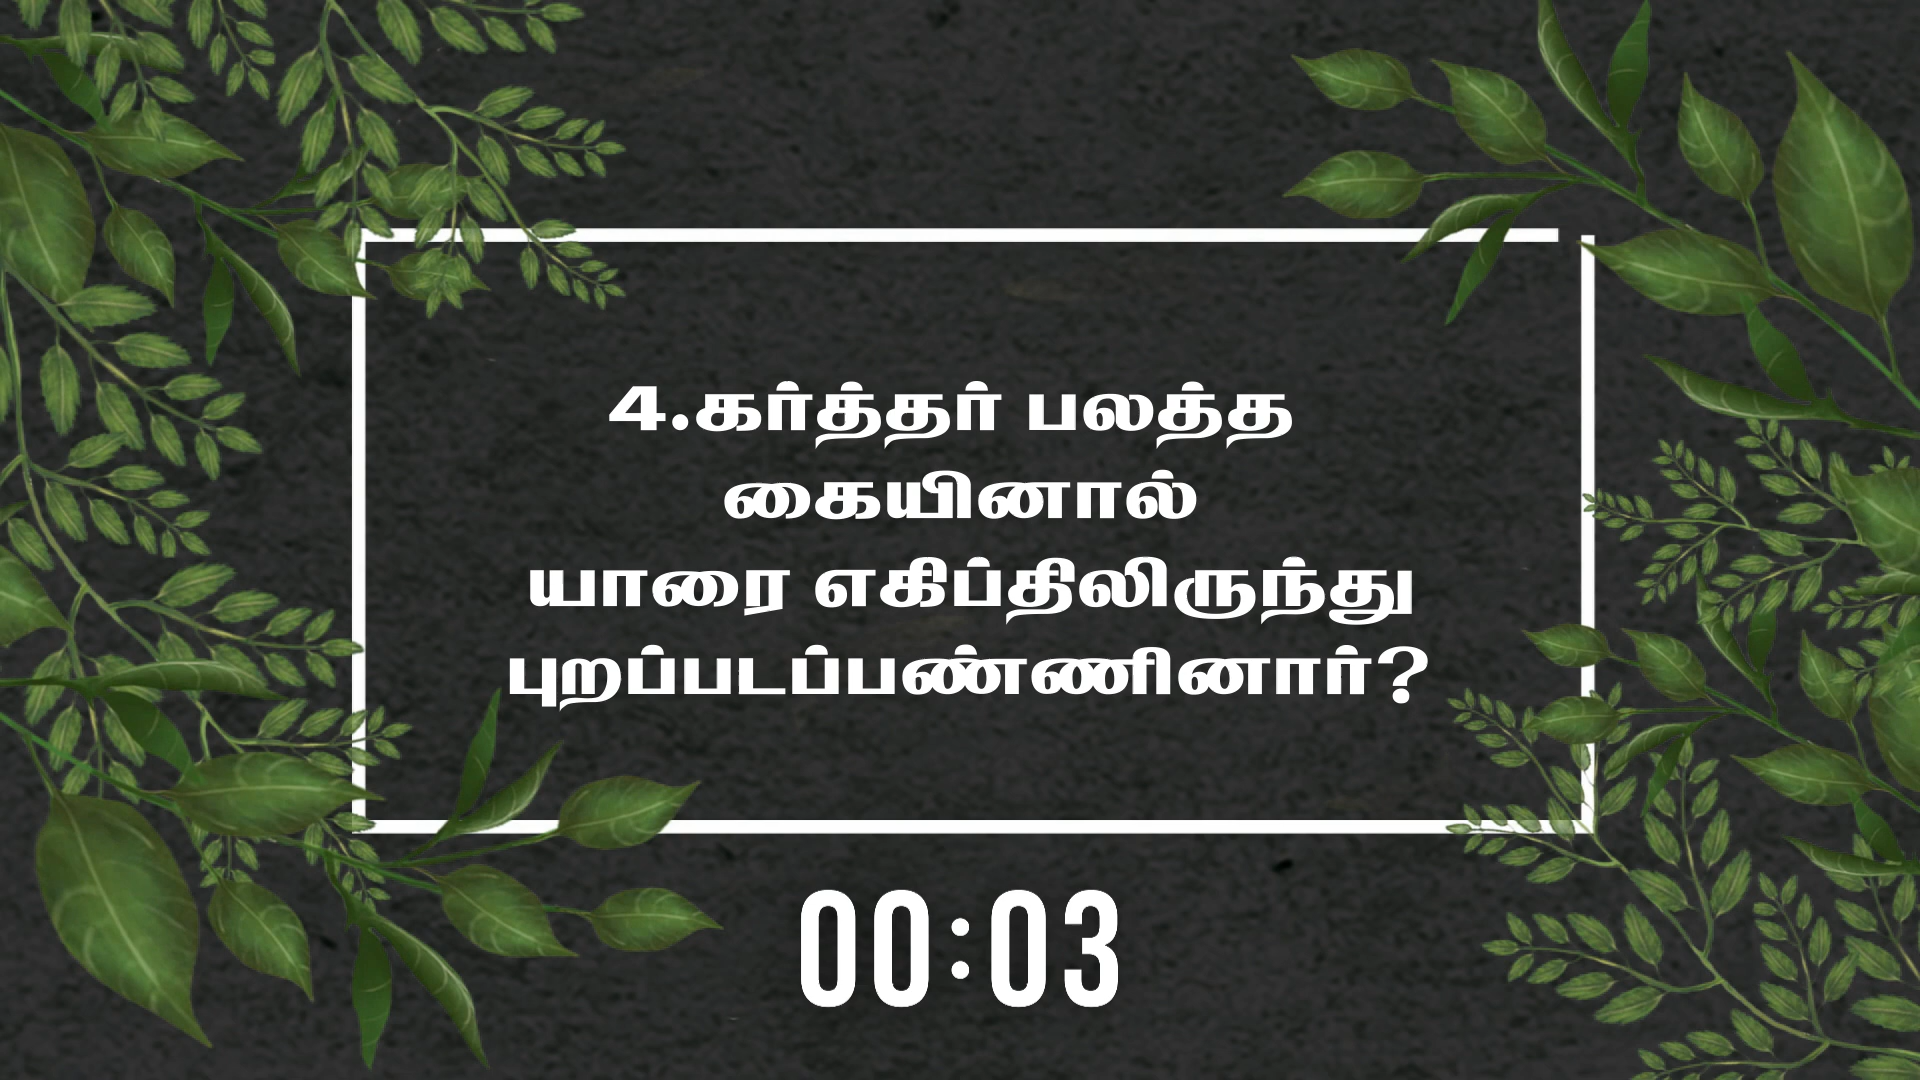 4.கர்த்தர் பலத்த
கையினால்
யாரை எகிப்திலிருந்து
புறப்படப்பண்ணினார்?
00:03